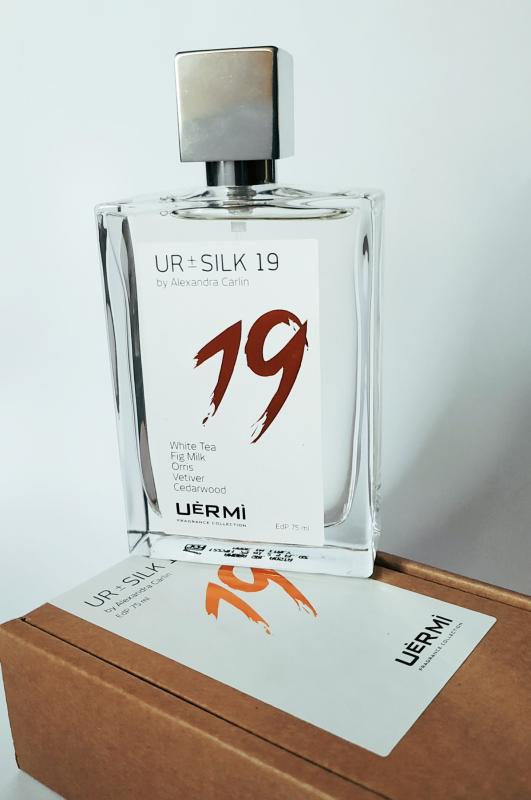 UR ± SILK 19
by Alexandra Carlin
19
White Tea
Fig Milk
Orris
Vetiver
Cedarwood
UÈRMÌ
FRAGRANCE COLLECTION
EdP 75 ml
UR ± SILK 1
by Alexandra Carlin
EdP 75 ml
19
UÈRMÌ
FRAGRANCE COLLECTION